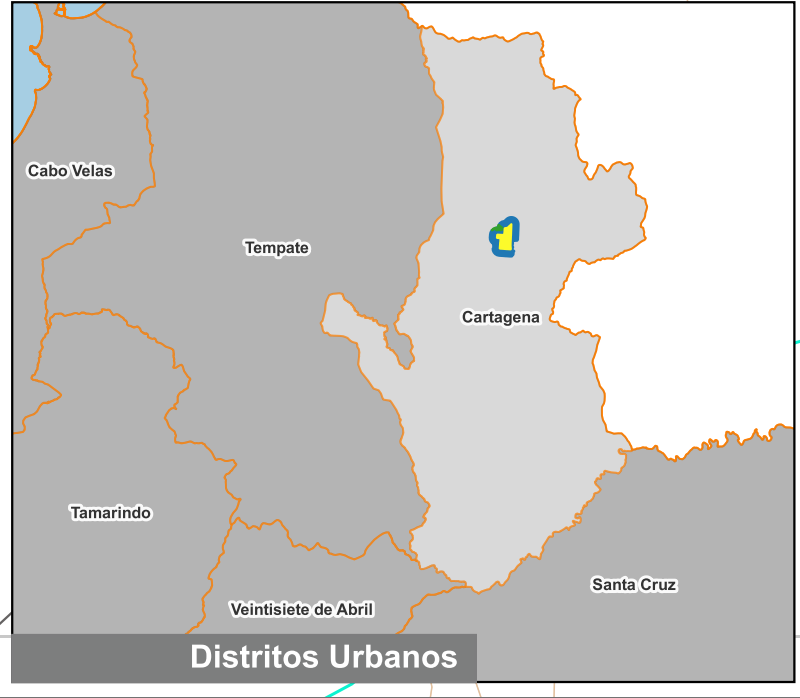 Cabo Velas
Tempate
Cartagena
Tamarindo
Santa Cruz
Veintisiete de Abril
Distritos Urbanos